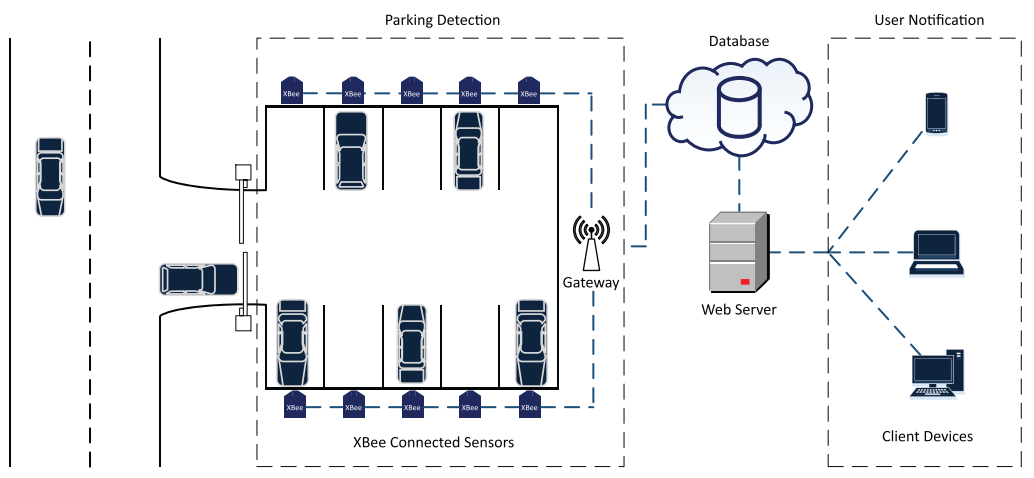 Parking Detection
User Notification
Database
XBee
XBee
XBee
XBee
XBee
Gateway
Web Server
XBee
XBee
XBee
XBee
XBee
XBee Connected Sensors
Client Devices